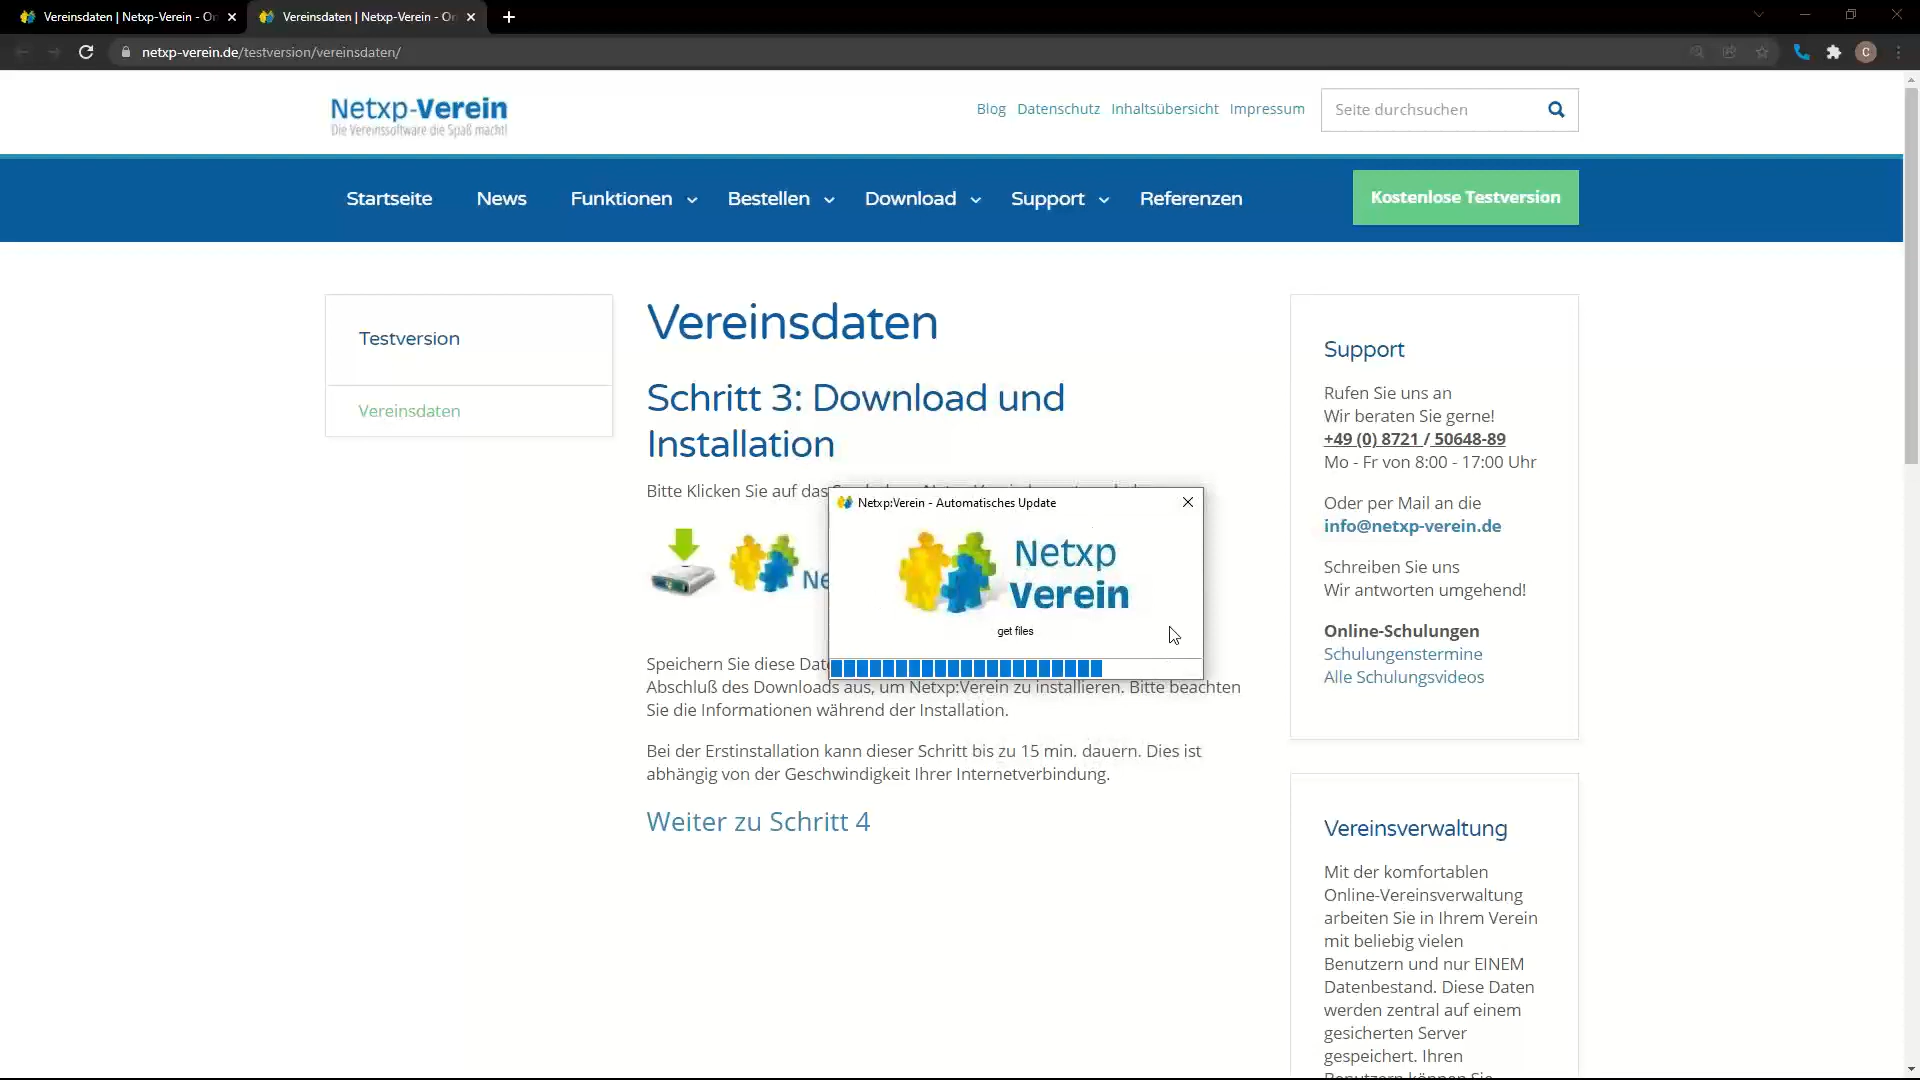 Vereinsdaten | Netxp-Verein - On
Vereinsdaten | Netxp-Verein - On
netxp-verein.de/testversion/vereinsdaten/
C
Netxp-Verein
Die Vereinssoftware die Spaß macht!
Blog Datenschutz Inhaltsübersicht Impressum
Seite durchsuchen
Startseite News Funktionen Bestellen Download Support Referenzen
Kostenlose Testversion
Testversion
Vereinsdaten
Vereinsdaten
Schritt 3: Download und
Installation
Bitte Klicken Sie auf das
Ne
Speichern Sie diese Date
Abschluß des Downloads aus, um Netxp:Verein zu installieren. Bitte beachten
Sie die Informationen während der Installation.
Bei der Erstinstallation kann dieser Schritt bis zu 15 min. dauern. Dies ist
abhängig von der Geschwindigkeit Ihrer Internetverbindung.
Weiter zu Schritt 4
Netxp:Verein - Automatisches Update
Netxp
Verein
get files
Support
Rufen Sie uns an
Wir beraten Sie gerne!
+49 (0) 8721 / 50648-89
Mo - Fr von 8:00 - 17:00 Uhr
Oder per Mail an die
info@netxp-verein.de
Schreiben Sie uns
Wir antworten umgehend!
Online-Schulungen
Schulungenstermine
Alle Schulungsvideos
Vereinsverwaltung
Mit der komfortablen
Online-Vereinsverwaltung
arbeiten Sie in Ihrem Verein
mit beliebig vielen
Benutzern und nur EINEM
Datenbestand. Diese Daten
werden zentral auf einem
gesicherten Server
gespeichert. Ihren
Benutzern können Sie